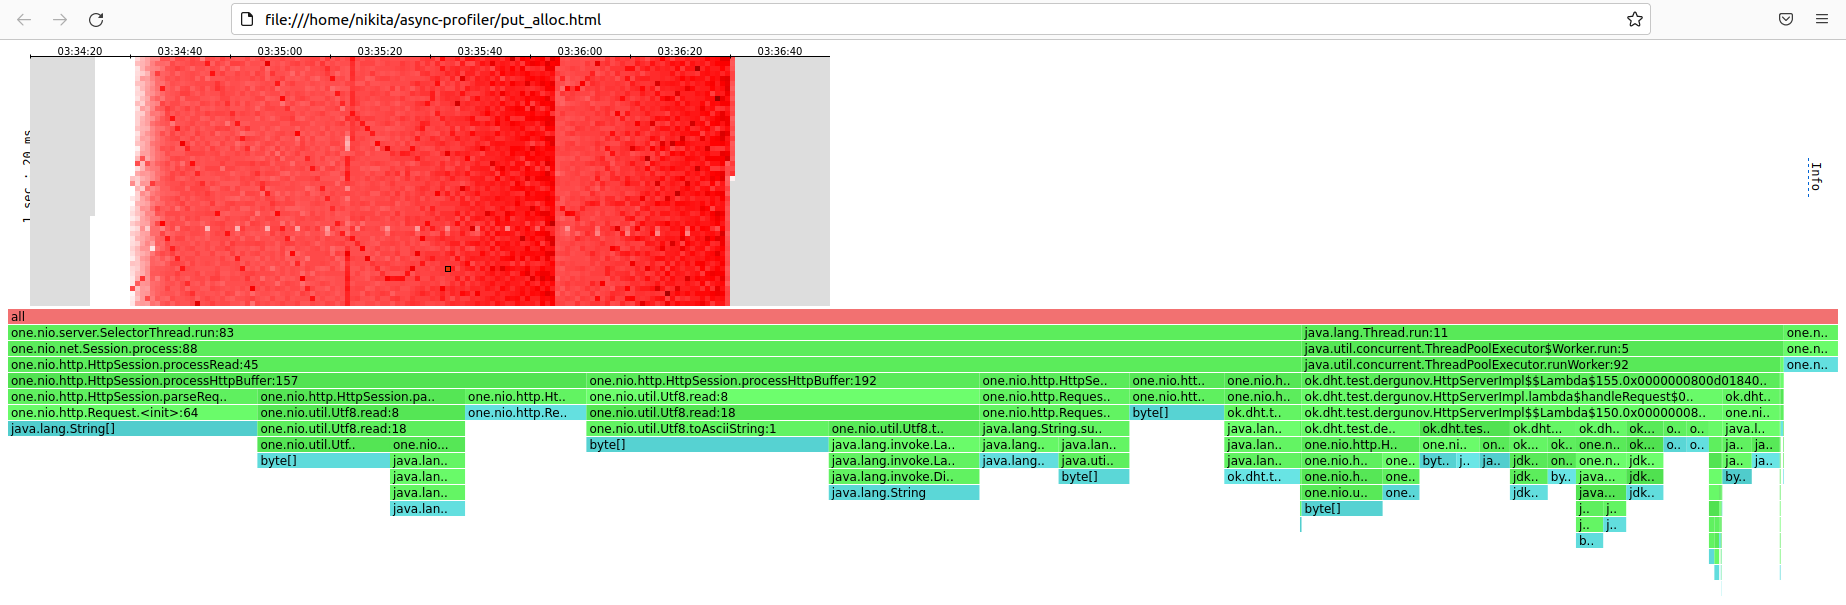 file:///home/nikita/async-profiler/put_alloc.html
03:34:20 03:34:40 03:35:00 03:35:20 03:35:40 03:36:00 03:36:20 03:36:40
1 sec · 20 ms
Info
all
one.nio.server.SelectorThread.run:83 java.lang.Thread.run:11 one.n..
one.nio.net.Session.process:88 java.util.concurrent.ThreadPoolExecutor$Worker.run:5 one.n..
one.nio.http.HttpSession.processRead:45 java.util.concurrent.ThreadPoolExecutor.runWorker:92 one.n..
one.nio.http.HttpSession.processHttpBuffer:157 one.nio.http.HttpSession.processHttpBuffer:192 one.nio.http.HttpSe.. one.nio.htt.. one.nio.h.. ok.dht.test.dergunov.HttpServerImpl$$Lambda$155.0x0000000800d01840..
one.nio.http.HttpSession.parseReq.. one.nio.http.HttpSession.pa.. one.nio.http.Ht.. one.nio.util.Utf8.read:8 one.nio.http.Reques.. one.nio.htt.. one.nio.h.. ok.dht.test.dergunov.HttpServerImpl.lambda$handleRequest$0.. ok.dht..
one.nio.http.Request.<init>:64 one.nio.util.Utf8.read:8 one.nio.http.Re.. one.nio.util.Utf8.read:18 one.nio.http.Reques.. byte[] ok.dht.t.. ok.dht.test.dergunov.HttpServerImpl$$Lambda$150.0x00000008.. one.ni..
java.lang.String[] one.nio.util.Utf8.read:18 one.nio.util.Utf8.toAsciiString:1 one.nio.util.Utf8.t.. java.lang.String.su.. java.lan.. ok.dht.test.de.. ok.dht.tes.. ok.dht... ok.dh.. ok... o.. o.. java.l..
one.nio.util.Utf.. one.nio... byte[] java.lang.invoke.La.. java.lang.. java.lan.. java.lan.. one.nio.http.H.. one.ni.. on.. ok... ok.. one.n.. ok... o.. o.. ja.. ja..
byte[] java.lan.. java.lang.invoke.La.. java.lang.. java.uti.. java.lan.. one.nio.h.. one.. byt.. j.. ja.. jdk.. on.. one.n.. jdk.. ja.. ja..
java.lan.. java.lang.invoke.Di.. byte[] ok.dht.t.. one.nio.h.. one.. jdk.. by.. java... jdk.. by..
java.lan.. java.lang.String one.nio.u.. one.. jdk.. java... jdk..
java.lan.. byte[] j.. j..
j.. j..
b..